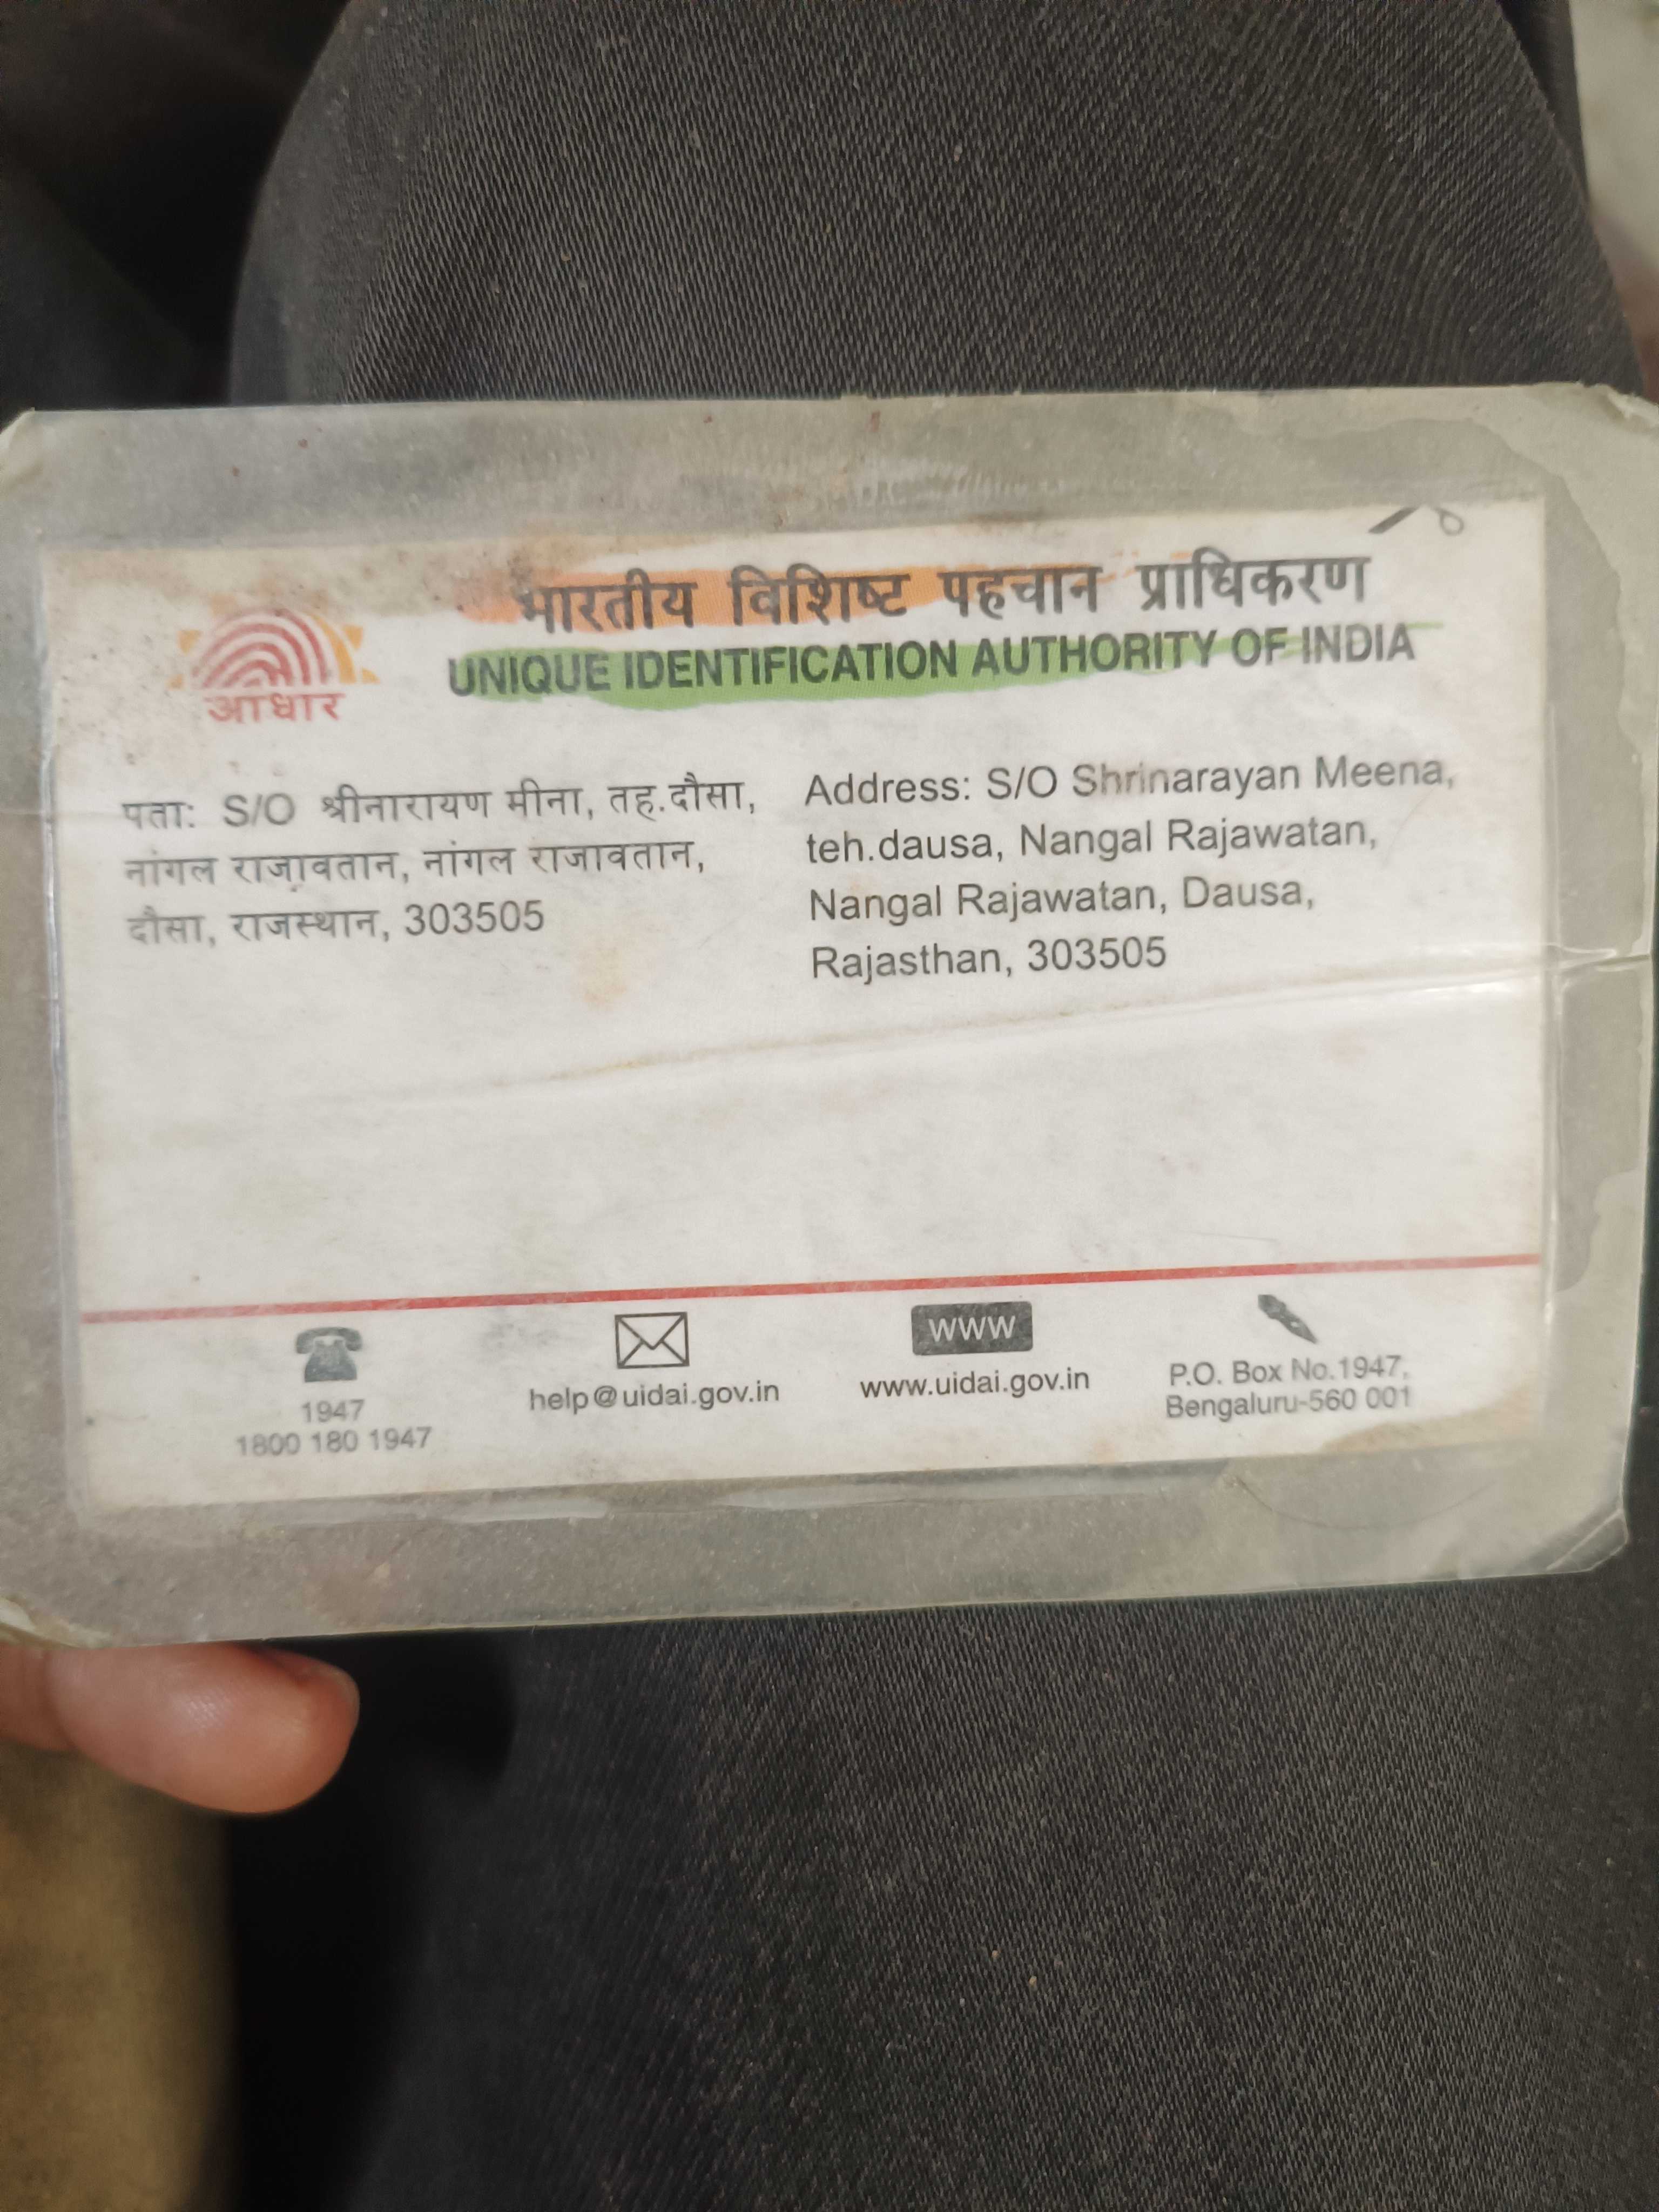 भारतीय विशिष्ट पहचान प्राधिकरण
UNIQUE IDENTIFICATION AUTHORITY OF INDIA
आधार
पता: S/O श्रीनारायण मीना, तह.दौसा,
नांगल राजावतान, नांगल राजावतान,
दौसा, राजस्थान, 303505
Address: S/O Shrinarayan Meena,
teh.dausa, Nangal Rajawatan,
Nangal Rajawatan, Dausa,
Rajasthan, 303505
1947
1800 180 1947
help@uidai.gov.in
WWW
www.uidai.gov.in
P.O. Box No.1947,
Bengaluru-560 001